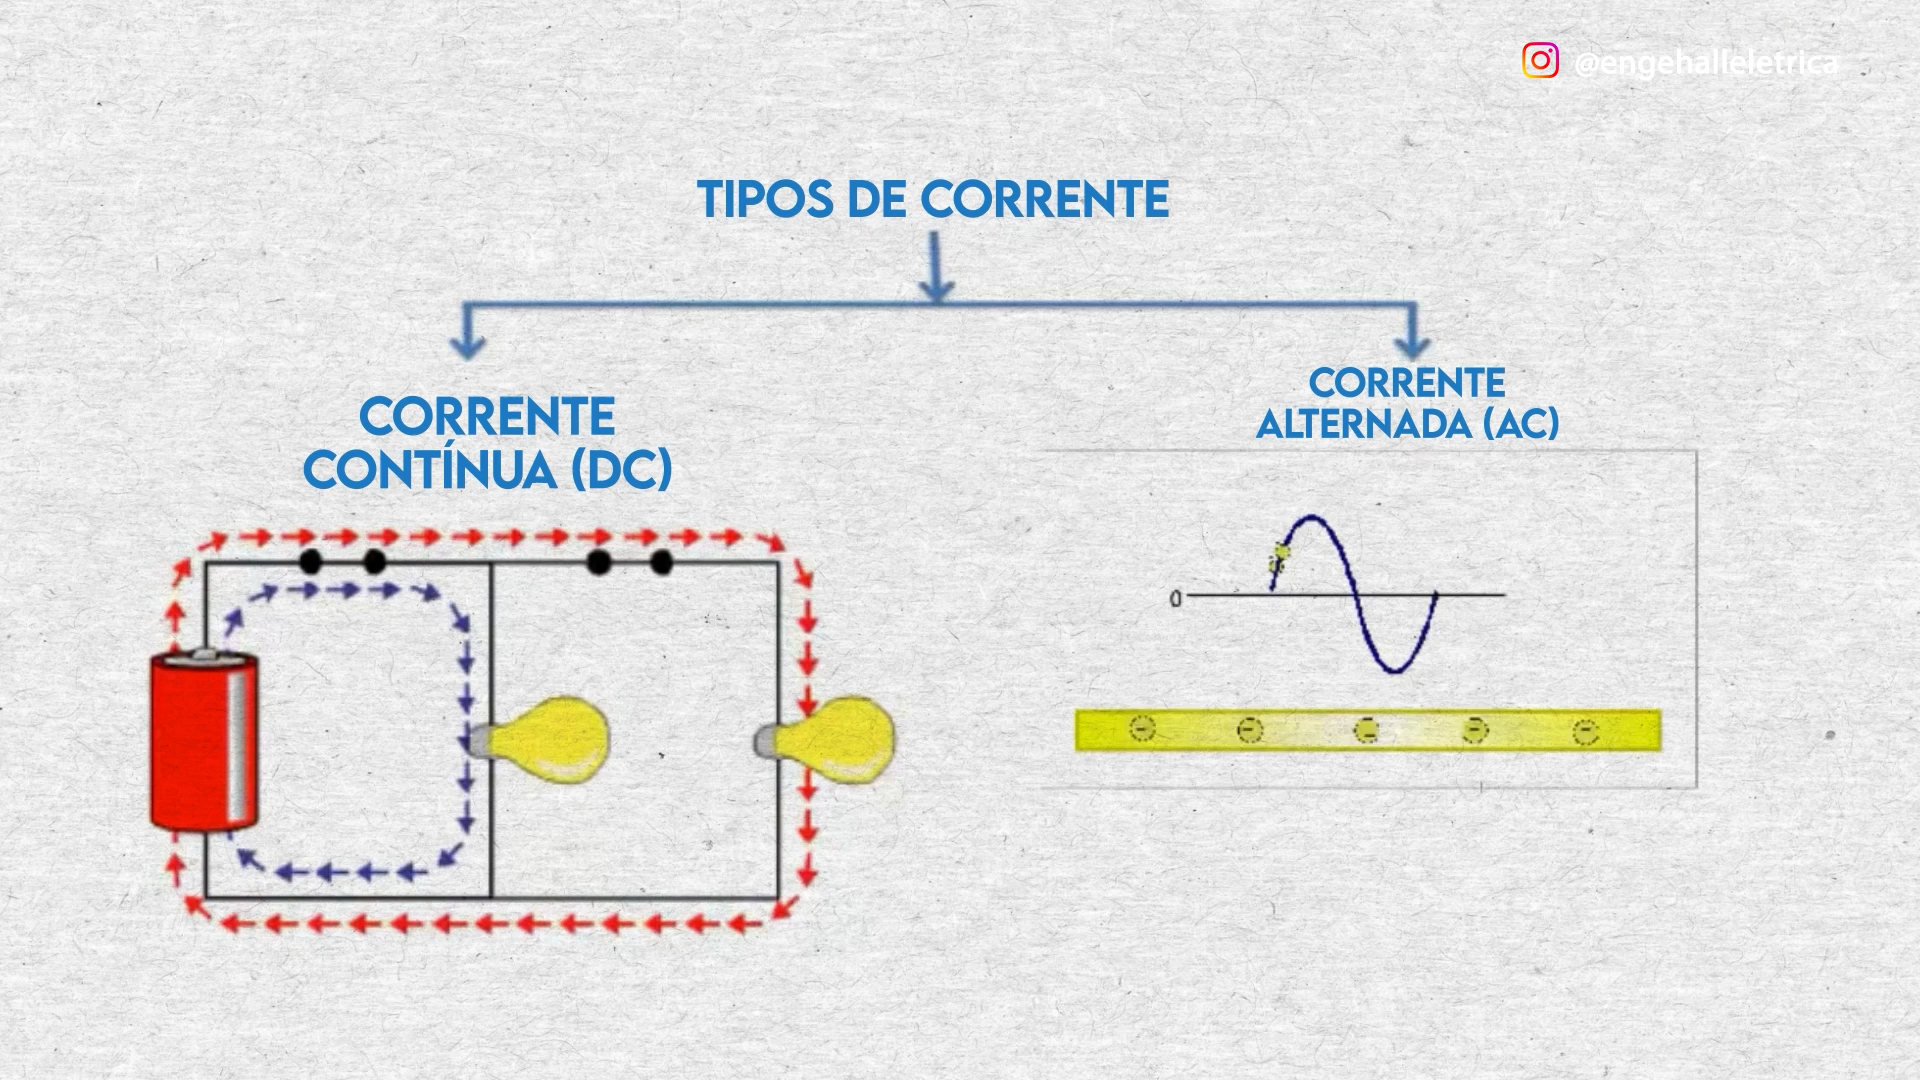 @engehalleletrica
TIPOS DE CORRENTE
CORRENTE
CONTÍNUA (DC)
CORRENTE
ALTERNADA (AC)
0